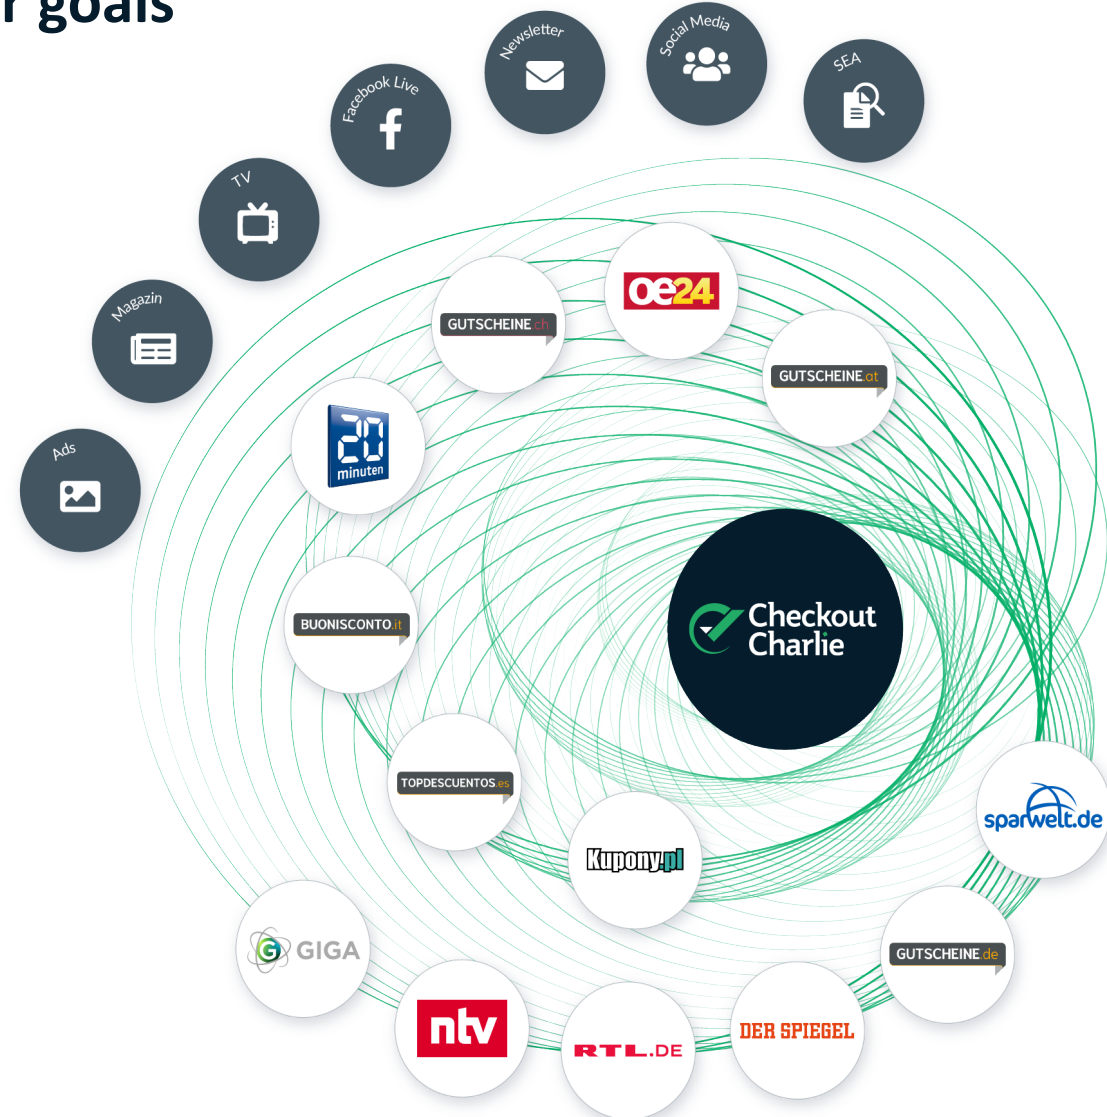 r goals
Social Media
Newsletter
SEA
Facebook Live
TV
Magazin
Ads
oe24
GUTSCHEINE.ch
GUTSCHEINE.at
20
minuten
BUONISCONTO.it
Checkout
Charlie
TOPDESCUENTOS.es
sparwelt.de
Kupony.pl
G GIGA
GUTSCHEINE.de
ntv
RTL.DE
DER SPIEGEL